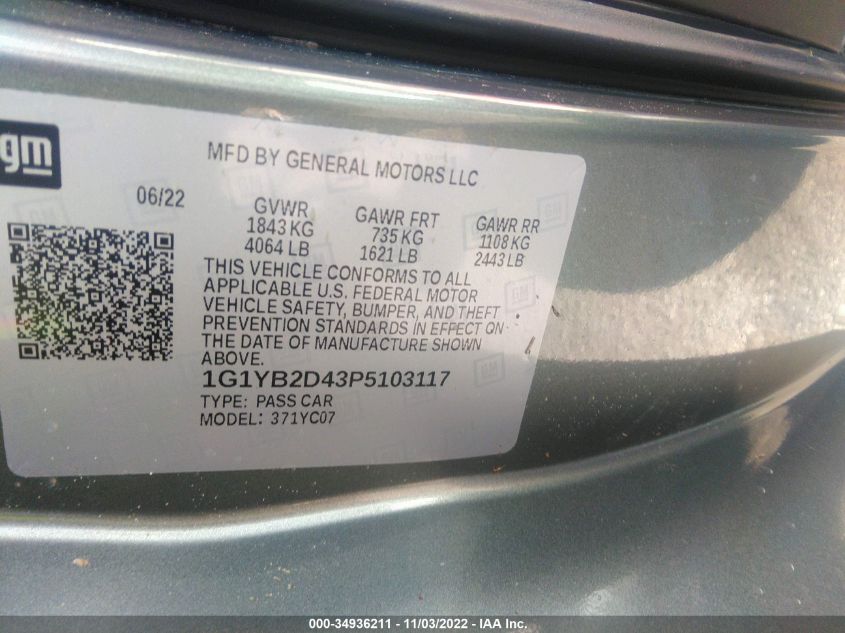 gm
MFD BY GENERAL MOTORS LLC
06/22
GVWR
1843 KG
4064 LB
GAWR FRT
735 KG
1621 LB
GAWR RR
1108 KG
2443 LB
THIS VEHICLE CONFORMS TO ALL
APPLICABLE U.S. FEDERAL MOTOR
VEHICLE SAFETY, BUMPER, AND THEFT
PREVENTION STANDARDS IN EFFECT ON
THE DATE OF MANUFACTURE SHOWN
ABOVE.
1G1YB2D43P5103117
TYPE: PASS CAR
MODEL: 371YC07
000-34936211 - 11/03/2022 - IAA Inc.